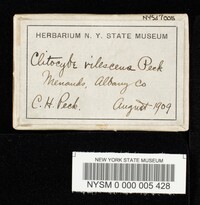 HERBARIUM N. Y. STATE MUSEUM
Clitocybe vilescens Peck
Menands, Albany Co
C. H. Peck. August 1909
NEW YORK STATE MUSEUM
NYSM 0 000 005 428